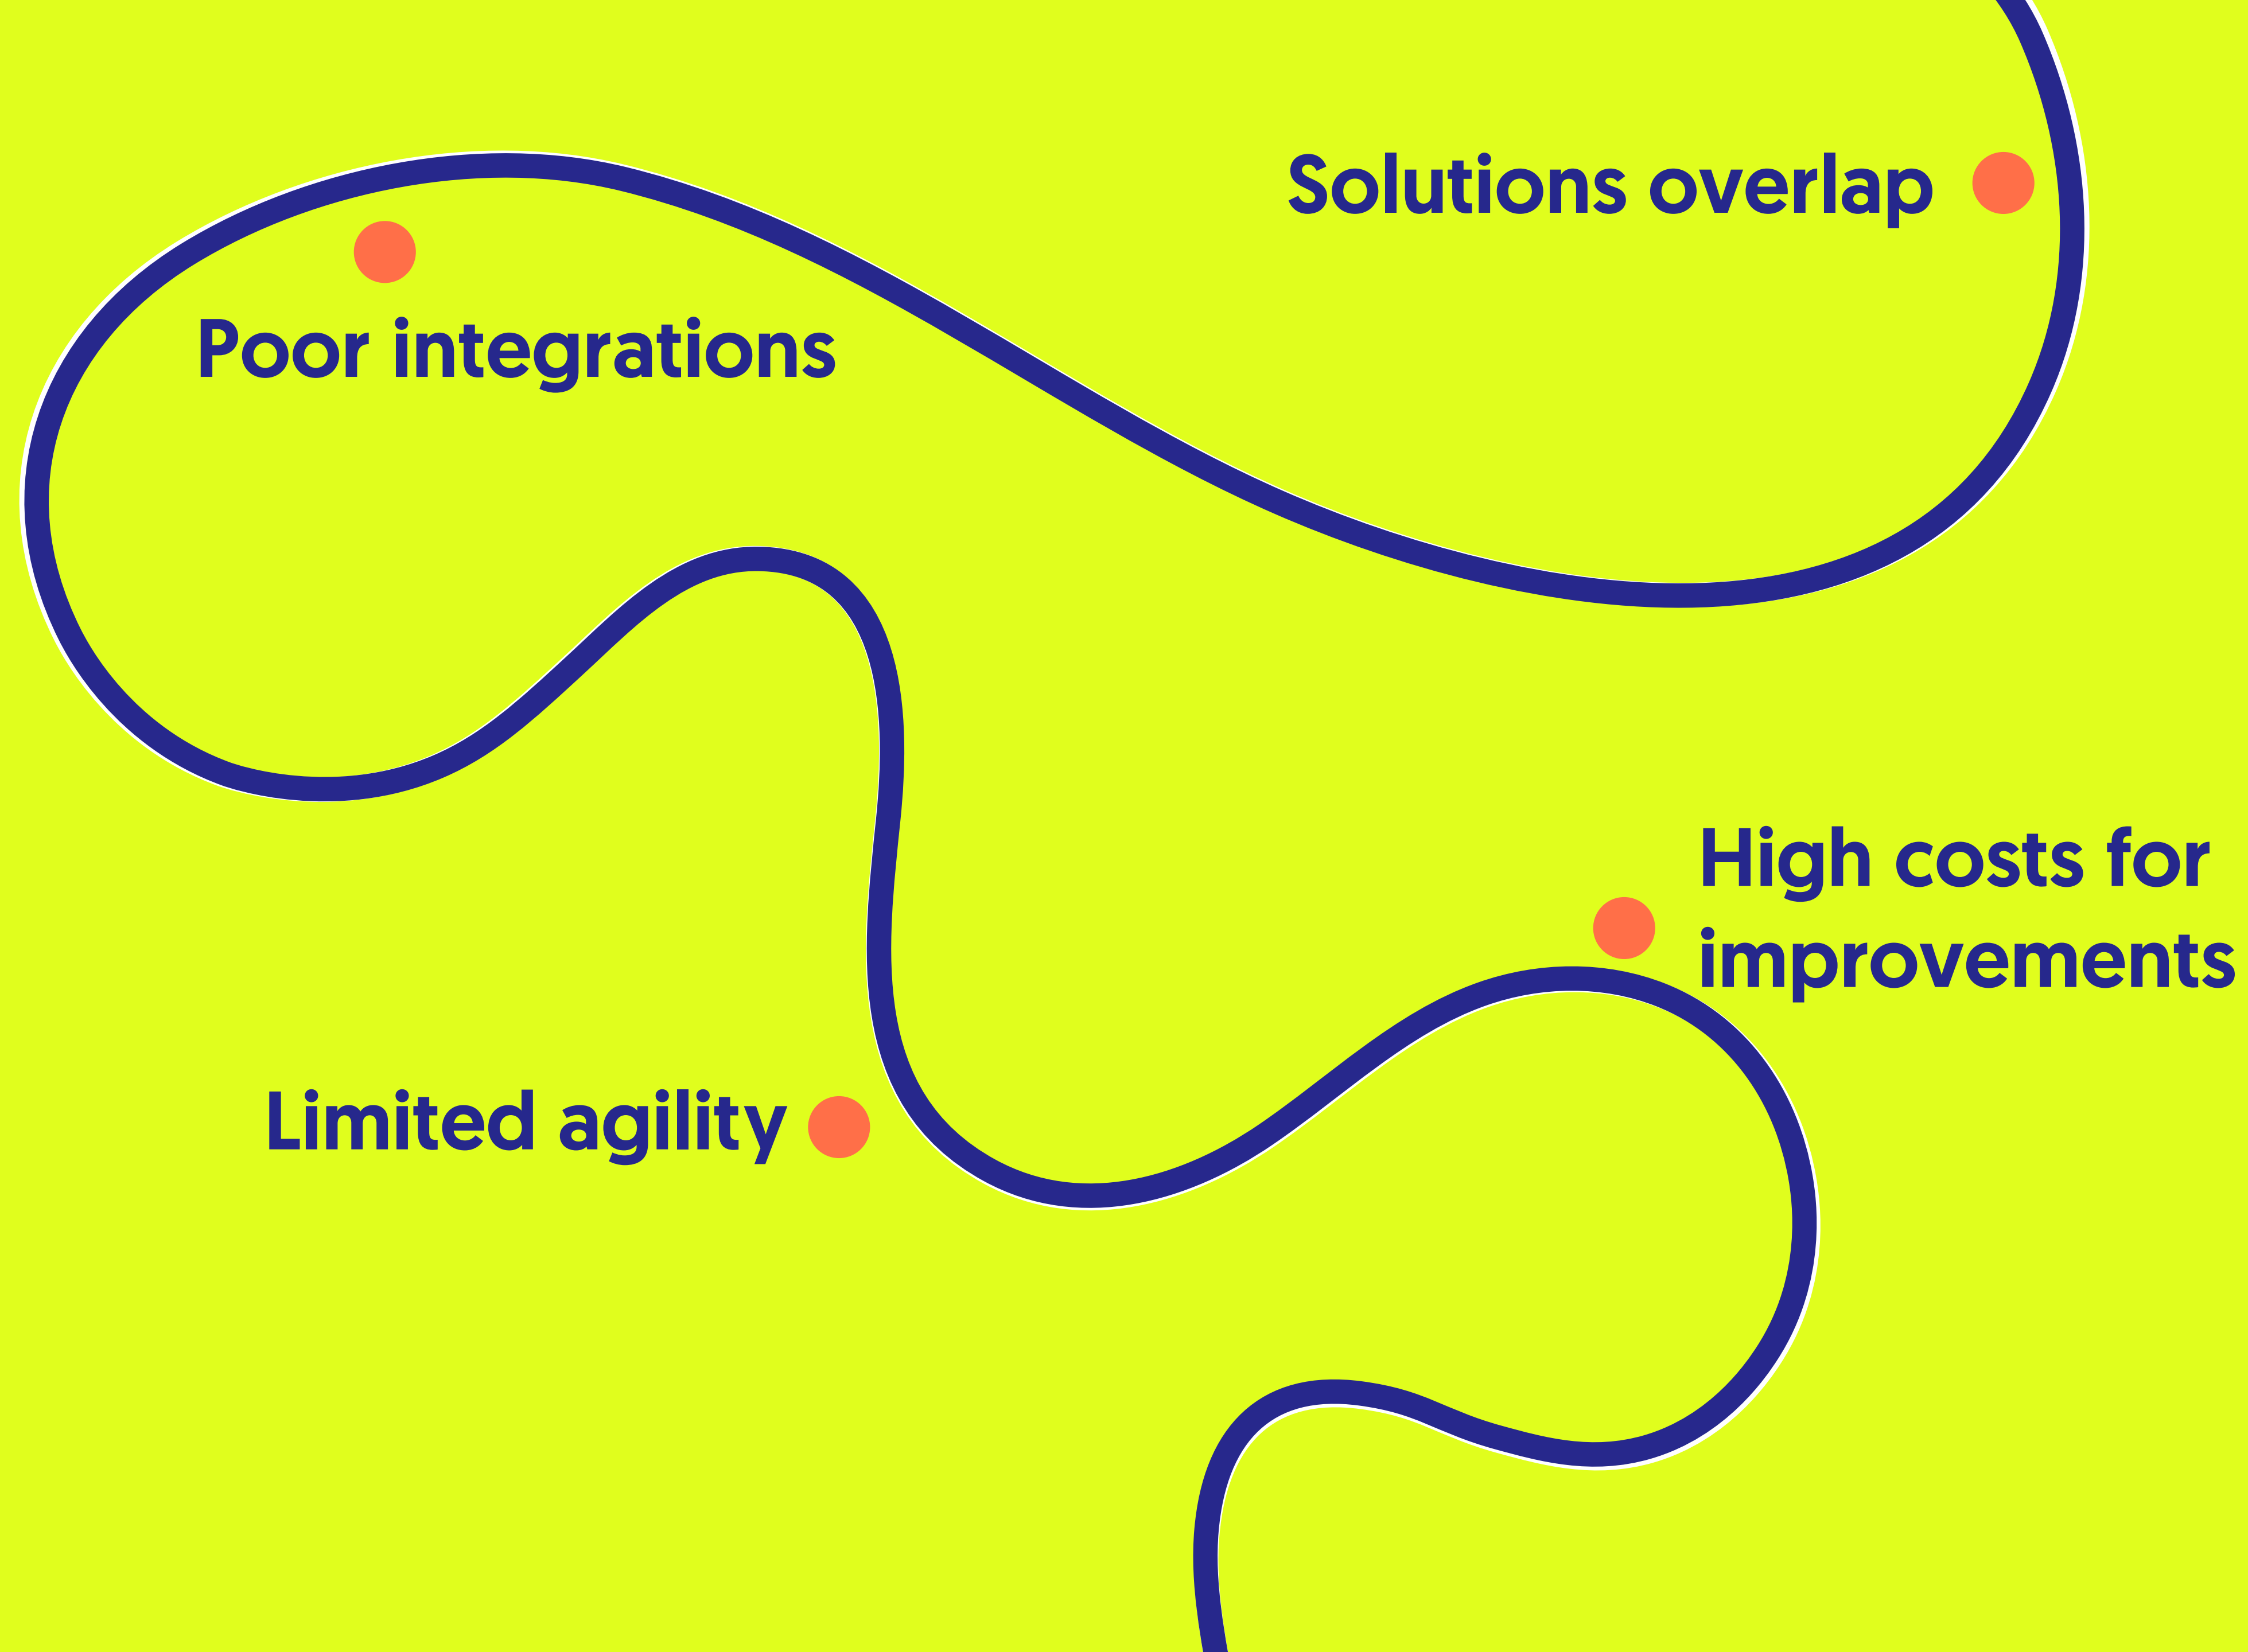 Solutions overlap
Poor integrations
High costs for
improvements
Limited agility